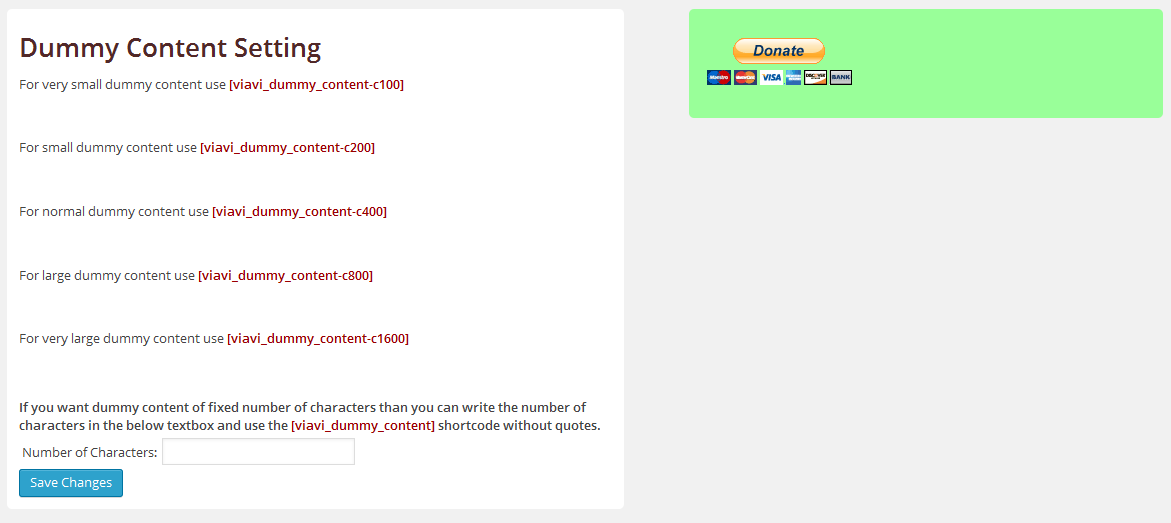 Dummy Content Setting
For very small dummy content use [viavi_dummy_content-c100]
For small dummy content use [viavi_dummy_content-c200]
For normal dummy content use [viavi_dummy_content-c400]
For large dummy content use [viavi_dummy_content-c800]
For very large dummy content use [viavi_dummy_content-c1600]
If you want dummy content of fixed number of characters than you can write the number of
characters in the below textbox and use the [viavi_dummy_content] shortcode without quotes.
Number of Characters:
Save Changes
Donate
Maestro MasterCard VISA DISCOVER BANK